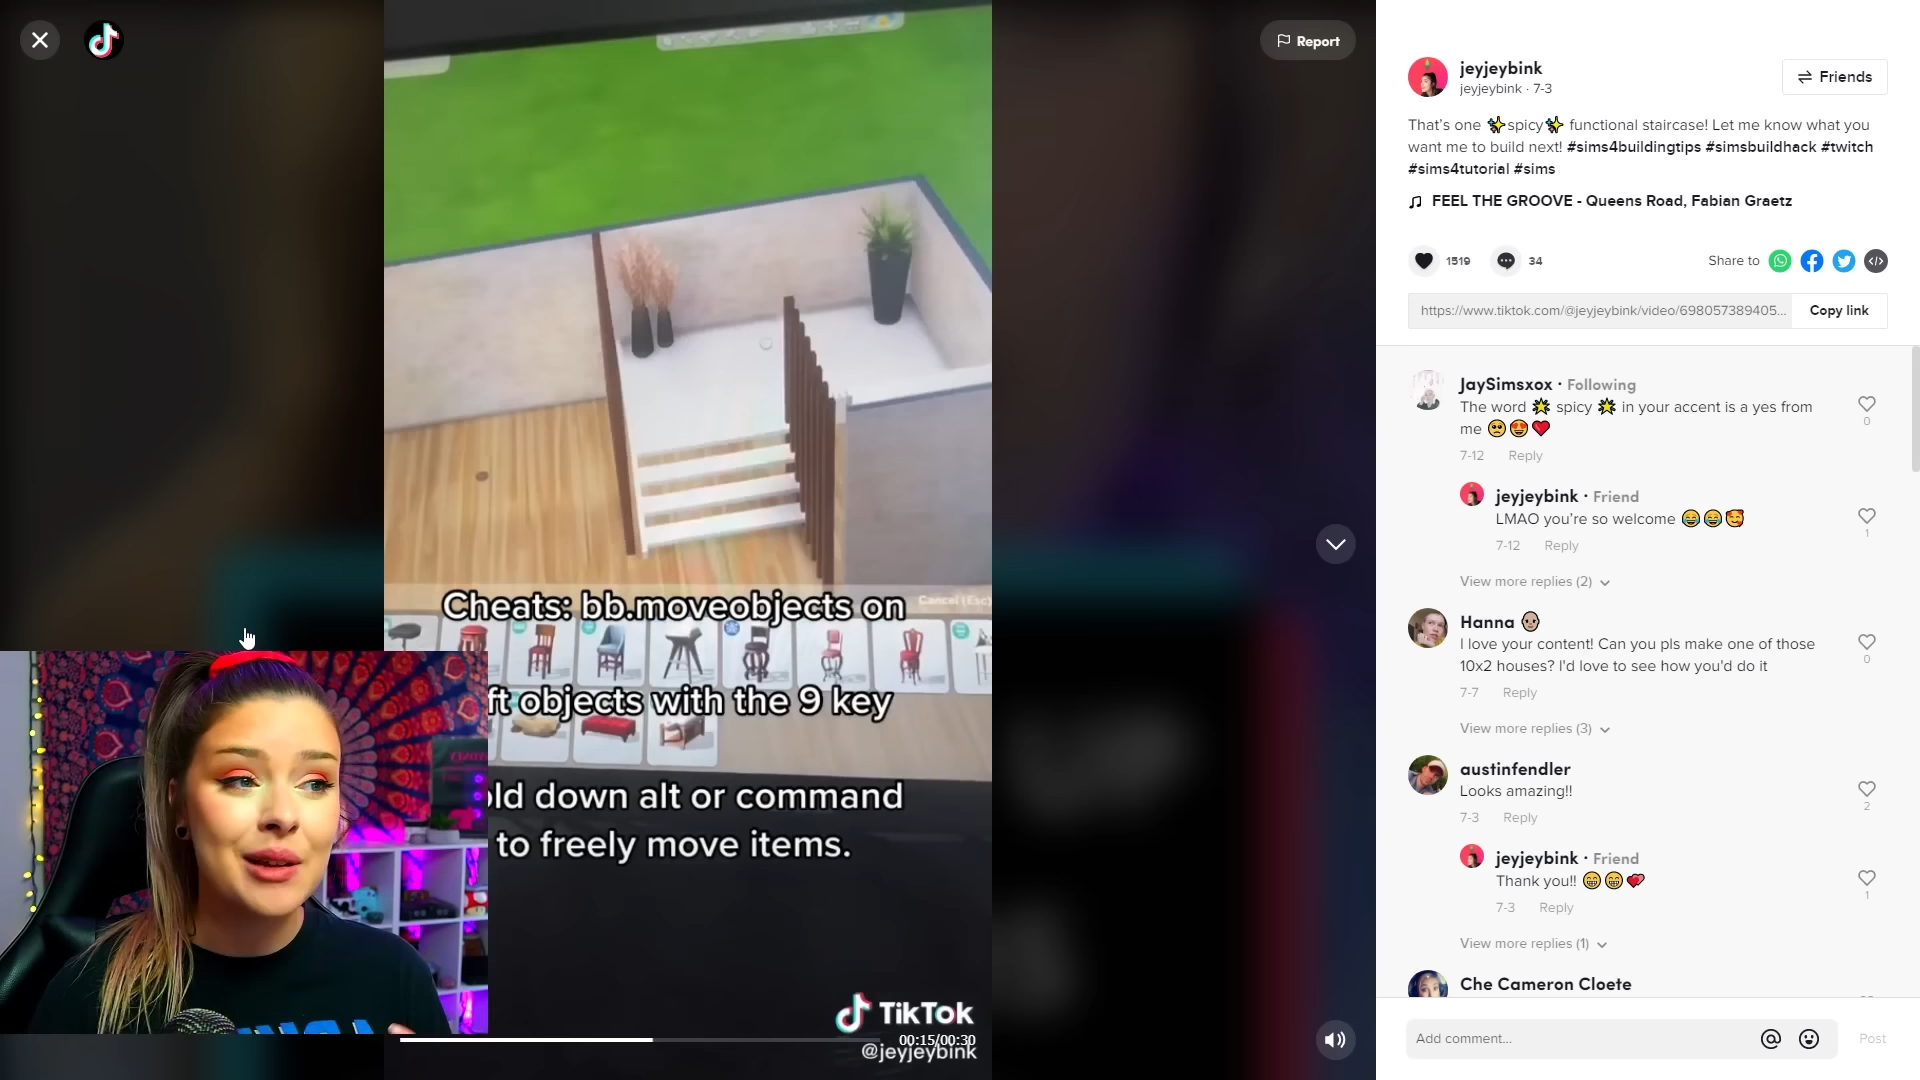 Report
Cancel (Esc)
Cheats: bb.moveobjects on
ft objects with the 9 key
ld down alt or command
to freely move items.
TikTok
@jeyjeybink
00:15/00:30
jeyjeybink
jeyjeybink · 7-3
Friends
That's one ✨spicy✨ functional staircase! Let me know what you
want me to build next! #sims4buildingtips #simsbuildhack #twitch
#sims4tutorial #sims
FEEL THE GROOVE - Queens Road, Fabian Graetz
1519
34
Share to
https://www.tiktok.com/@jeyjeybink/video/698057389405...
Copy link
JaySimsxox · Following
The word 🌟 spicy 🌟 in your accent is a yes from
me 🥺😍❤️
0
7-12 Reply
jeyjeybink · Friend
LMAO you're so welcome 😂😂🥰
1
7-12 Reply
View more replies (2)
Hanna 👨🏼‍🦲
I love your content! Can you pls make one of those
10x2 houses? I'd love to see how you'd do it
0
7-7 Reply
View more replies (3)
austinfendler
Looks amazing!!
2
7-3 Reply
jeyjeybink · Friend
Thank you!! 😁😁💕
1
7-3 Reply
View more replies (1)
Che Cameron Cloete
Add comment...
Post